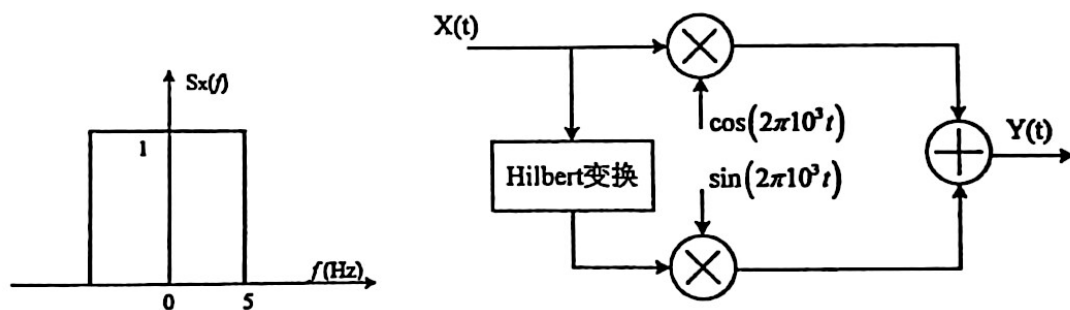 Sx(f)
1
f(Hz)
0
5
X(t)
cos(2π10³t)
Hilbert变换
sin(2π10³t)
Y(t)